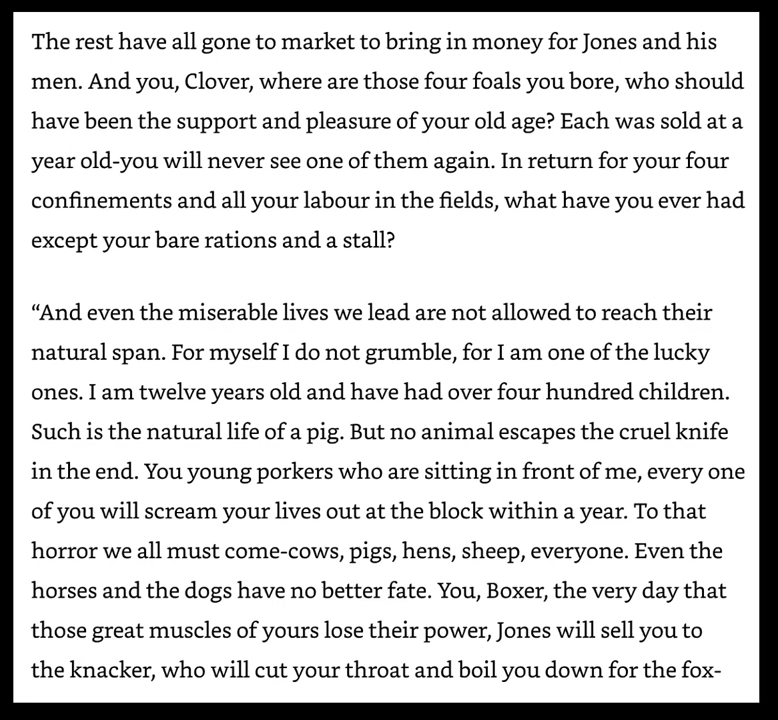 The rest have all gone to market to bring in money for Jones and his
men. And you, Clover, where are those four foals you bore, who should
have been the support and pleasure of your old age? Each was sold at a
year old-you will never see one of them again. In return for your four
confinements and all your labour in the fields, what have you ever had
except your bare rations and a stall?
“And even the miserable lives we lead are not allowed to reach their
natural span. For myself I do not grumble, for I am one of the lucky
ones. I am twelve years old and have had over four hundred children.
Such is the natural life of a pig. But no animal escapes the cruel knife
in the end. You young porkers who are sitting in front of me, every one
of you will scream your lives out at the block within a year. To that
horror we all must come-cows, pigs, hens, sheep, everyone. Even the
horses and the dogs have no better fate. You, Boxer, the very day that
those great muscles of yours lose their power, Jones will sell you to
the knacker, who will cut your throat and boil you down for the fox-